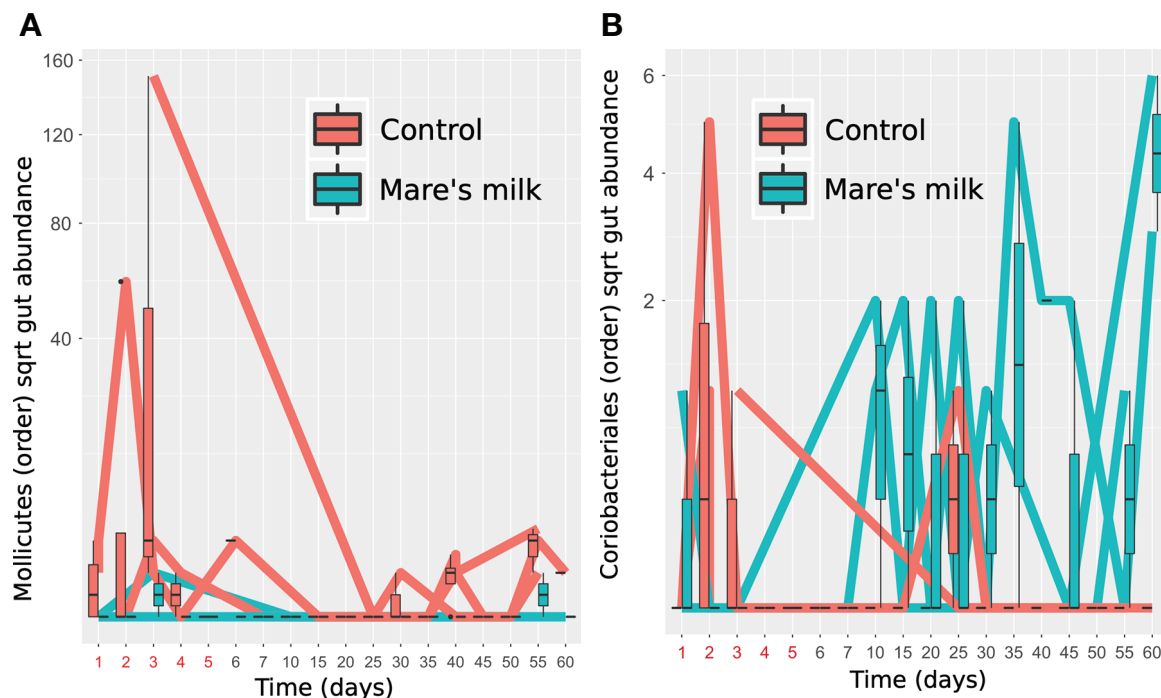 A
Mollicutes (order) sqrt gut abundance
160
120
80
40
Control
Mare's milk
1 2 3 4 5 6 7 10 15 20 25 30 35 40 45 50 55 60
Time (days)
B
Coriobacteriales (order) sqrt gut abundance
6
4
2
Control
Mare's milk
1 2 3 4 5 6 7 10 15 20 25 30 35 40 45 50 55 60
Time (days)